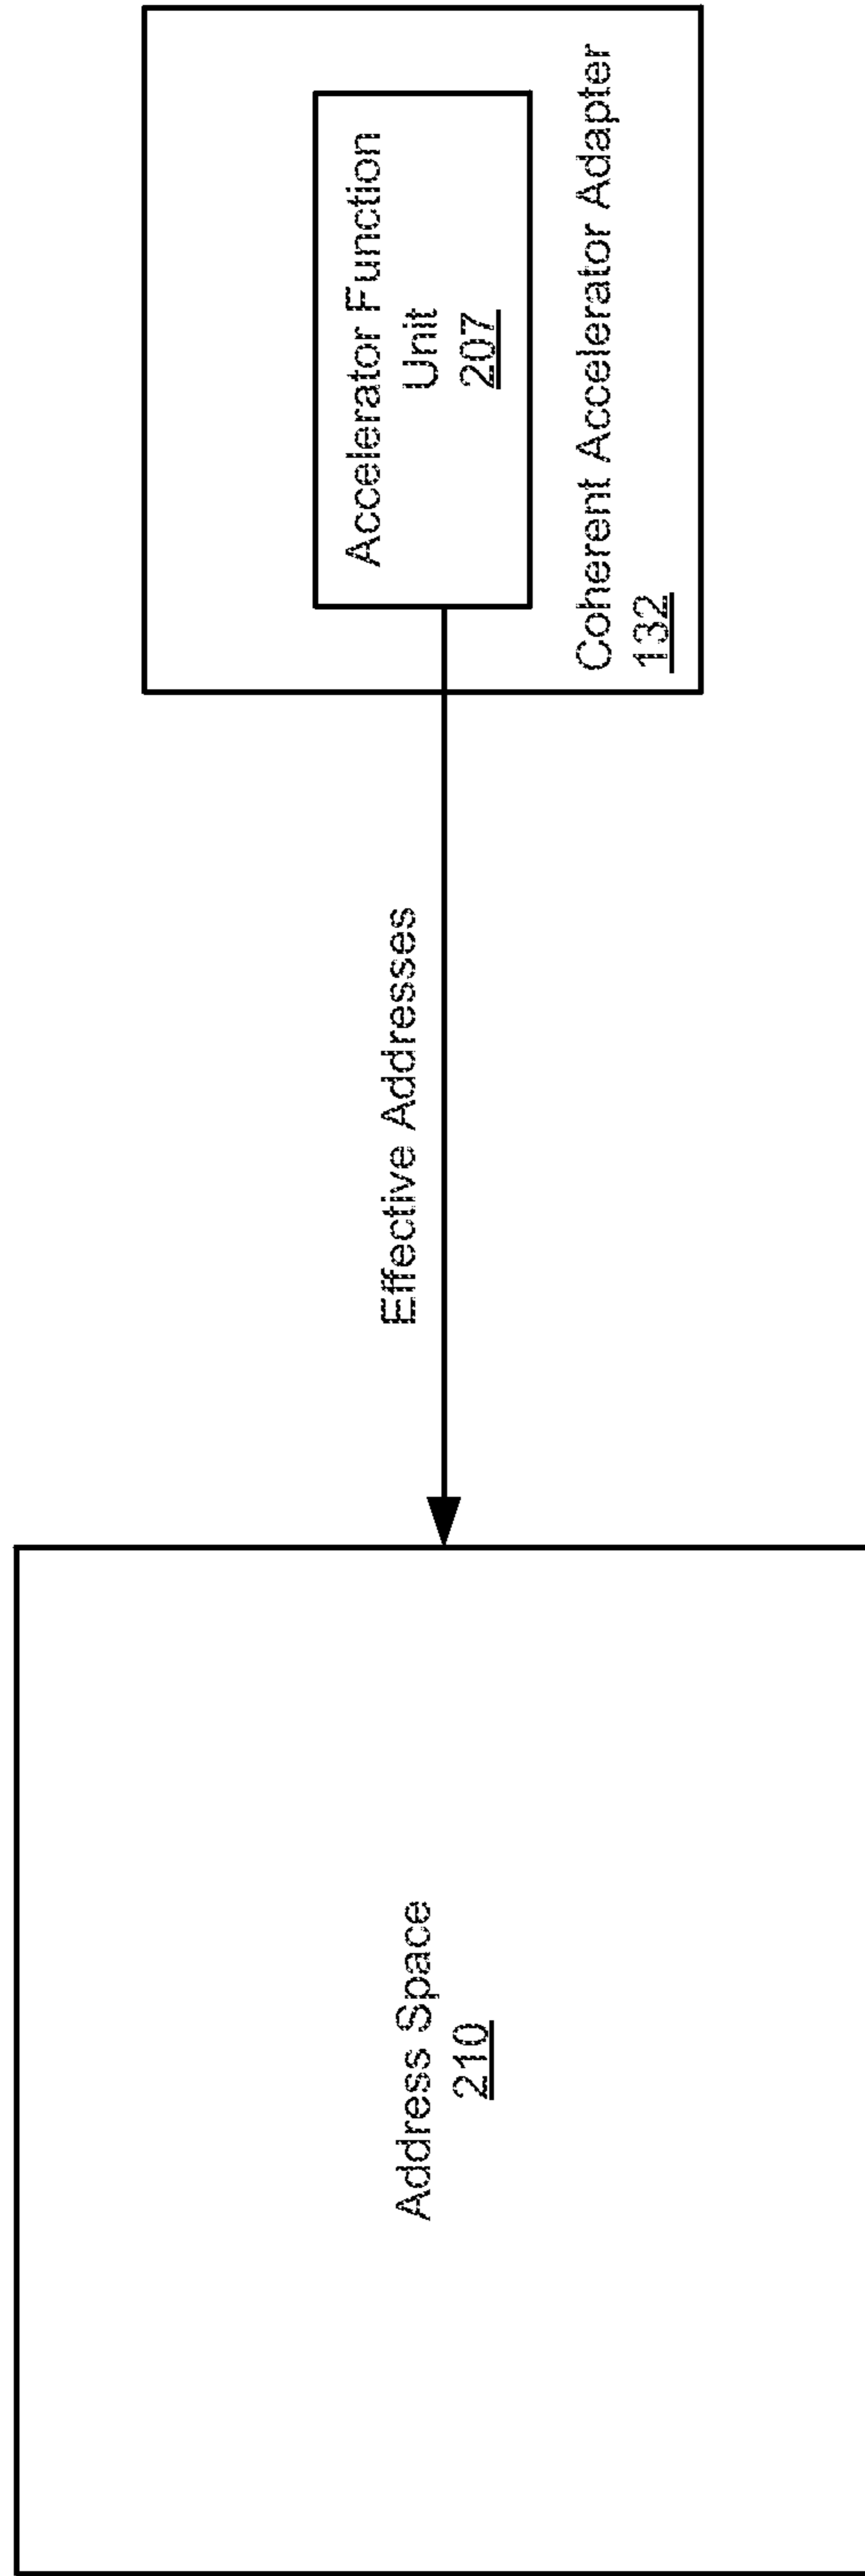 Address Space
210
Effective Addresses
Accelerator Function
Unit
207
Coherent Accelerator Adapter
132